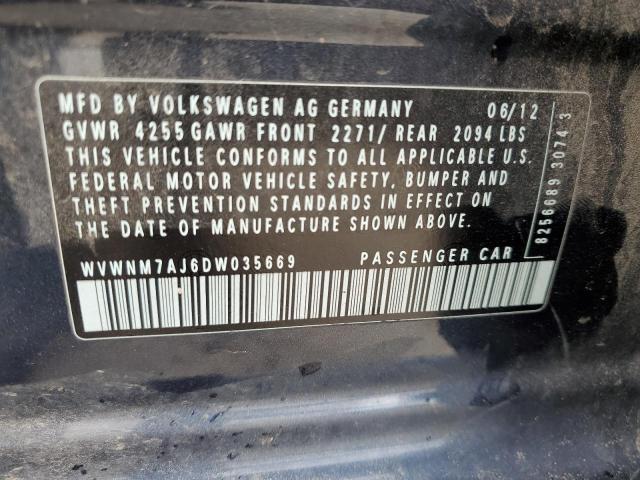 MFD BY VOLKSWAGEN AG GERMANY 06/12
GVWR 4255 GAWR FRONT 2271/ REAR 2094 LBS
THIS VEHICLE CONFORMS TO ALL APPLICABLE U.S.
FEDERAL MOTOR VEHICLE SAFETY, BUMPER AND
THEFT PREVENTION STANDARDS IN EFFECT ON
THE DATE OF MANUFACTURE SHOWN ABOVE.
WVWNM7AJ6DW035669 PASSENGER CAR
8256689 3074 3